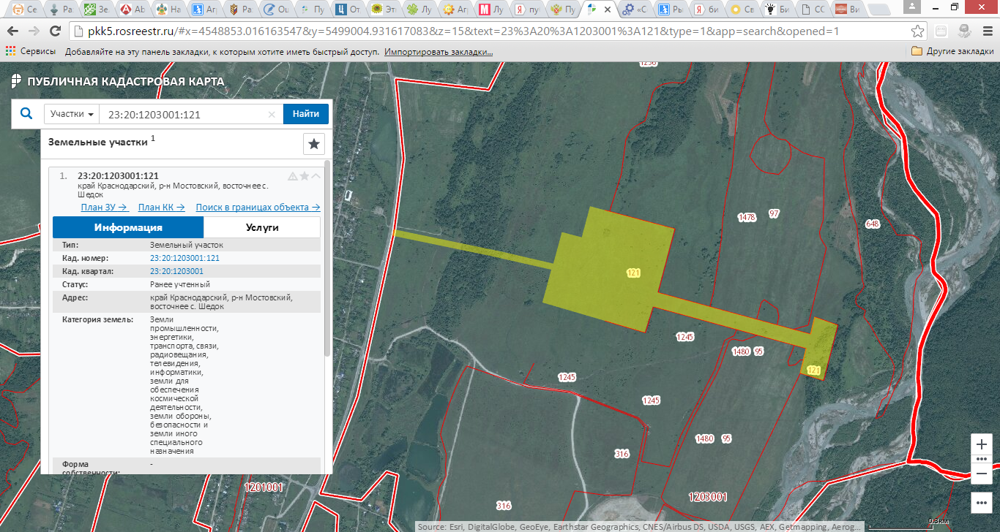 Се
Ра
Зе
Ab
На
Агр
Ра
Оц
Пу
От
Эт
Лу
Агр
Лу
пу
Пу
«С
Ры
би
Св
Би
СС
Ви
pkk5.rosreestr.ru/#x=4548853.016163547&y=5499004.931617083&z=15&text=23%3A20%3A1203001%3A121&type=1&app=search&opened=1
Сервисы
Добавляйте на эту панель закладки, к которым хотите иметь быстрый доступ. Импортировать закладки...
Другие закладки
ПУБЛИЧНАЯ КАДАСТРОВАЯ КАРТА
Участки
23:20:1203001:121
Найти
Земельные участки 1
1. 23:20:1203001:121
край Краснодарский, р-н Мостовский, восточнее с.
Шедок
План ЗУ → План КК → Поиск в границах объекта →
Информация Услуги
Тип: Земельный участок
Кад. номер: 23:20:1203001:121
Кад. квартал: 23:20:1203001
Статус: Ранее учтенный
Адрес: край Краснодарский, р-н Мостовский,
восточнее с. Шедок
Категория земель: Земли
промышленности,
энергетики,
транспорта, связи,
радиовещания,
телевидения,
информатики,
земли для
обеспечения
космической
деятельности,
земли обороны,
безопасности и
земли иного
специального
назначения
Форма -
собственности:
1478 97
648
121
1245
1480 95
121
1245
1245
1480 95
316
1201001
1203001
316
0.3км
Source: Esri, DigitalGlobe, GeoEye, Earthstar Geographics, CNES/Airbus DS, USDA, USGS, AEX, Getmapping, Aerog...